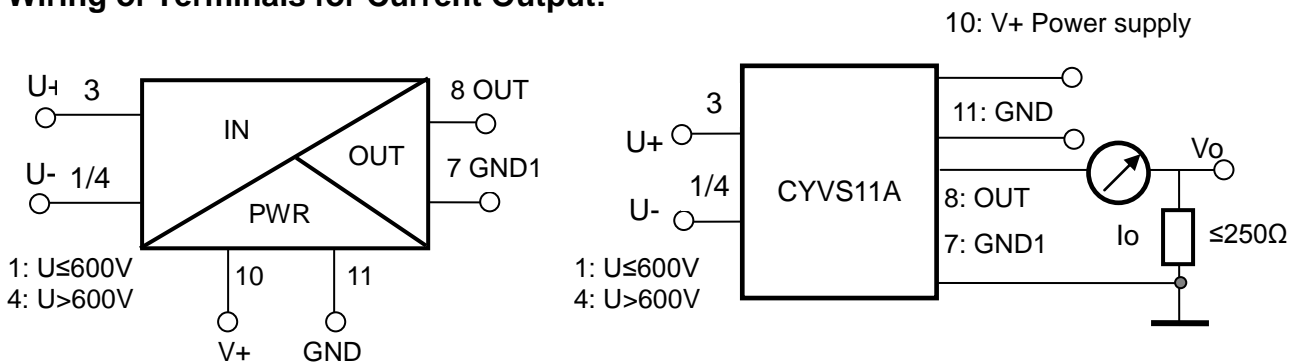 Wiring of Terminals for Current Output:
10: V+ Power supply
U+ 3
8 OUT
IN
OUT
U- 1/4
7 GND1
PWR
1: U≤600V
4: U>600V
10
11
V+
GND
3
U+
11: GND
Vo
1/4
CYVS11A
U-
8: OUT
Io
≤250Ω
7: GND1
1: U≤600V
4: U>600V